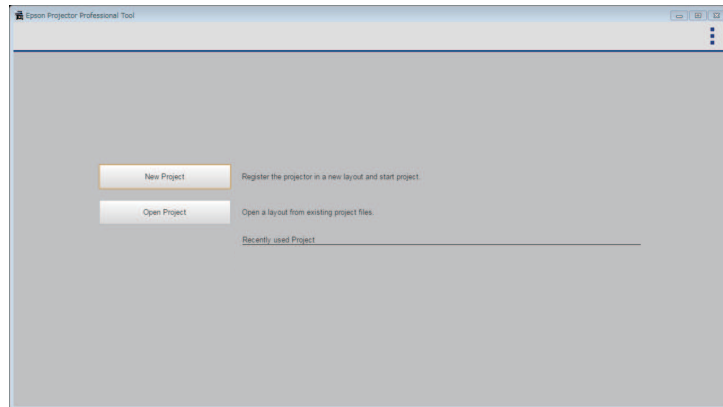 Epson Projector Professional Tool
New Project
Register the projector in a new layout and start project.
Open Project
Open a layout from existing project files.
Recently used Project